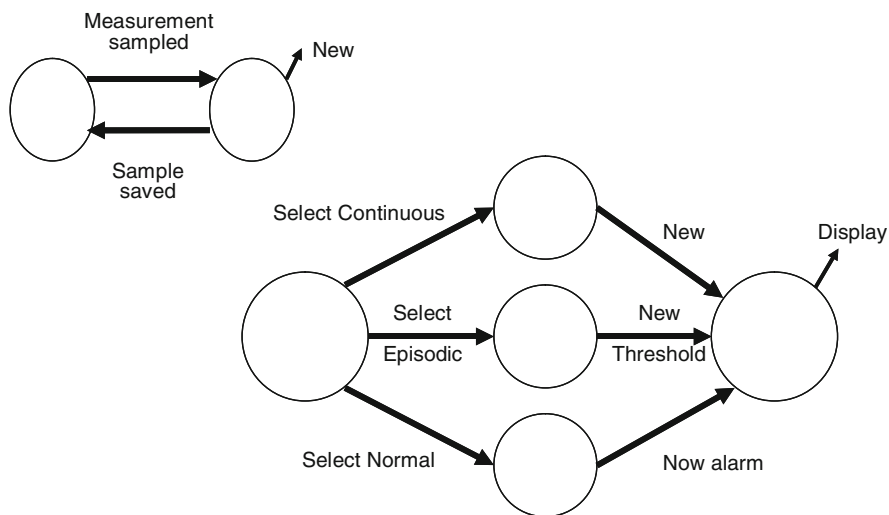 Measurement
sampled
New
Sample
saved
Select Continuous
New
Display
Select
Episodic
New
Threshold
Select Normal
Now alarm